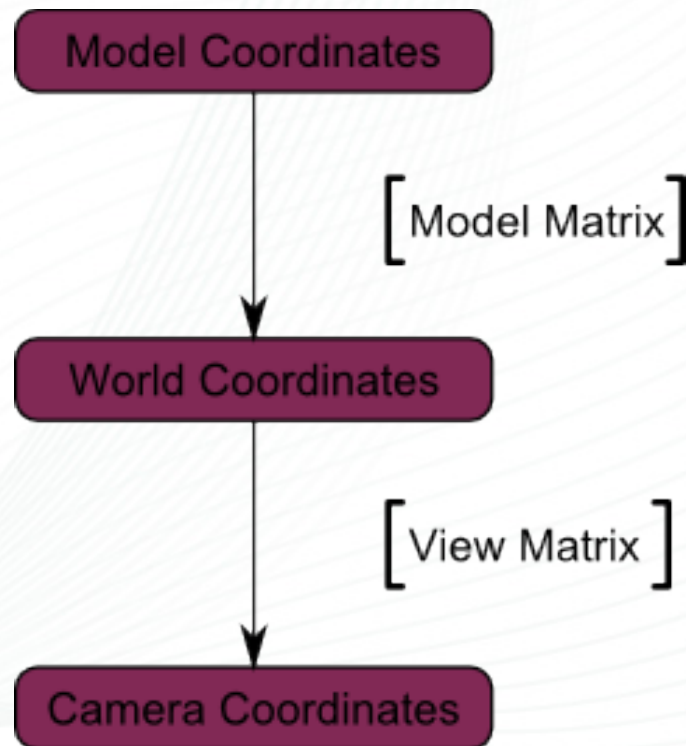 Model Coordinates
[Model Matrix]
World Coordinates
[View Matrix]
Camera Coordinates